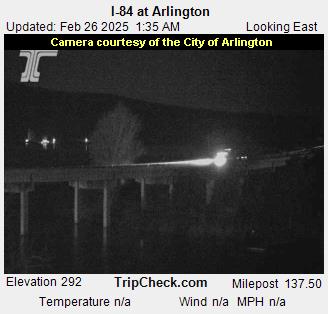 I-84 at Arlington
Updated: Feb 26 2025 1:35 AM Looking East
Camera courtesy of the City of Arlington
Elevation 292 TripCheck.com Milepost 137.50
Temperature n/a Wind n/a MPH n/a